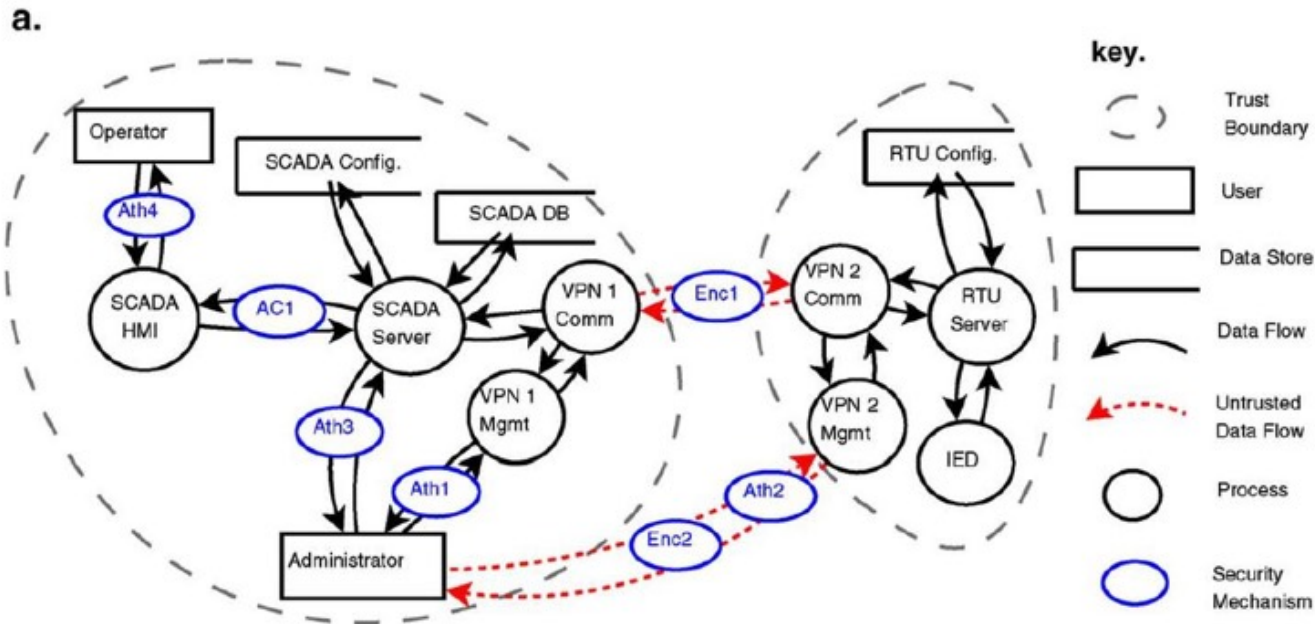 a.
Operator
SCADA Config.
SCADA DB
Ath4
SCADA
HMI
AC1
SCADA
Server
VPN 1
Comm
Enc1
VPN 1
Mgmt
Ath3
Ath1
Administrator
Enc2
Ath2
RTU Config.
VPN 2
Comm
RTU
Server
VPN 2
Mgmt
IED
key.
Trust
Boundary
User
Data Store
Data Flow
Untrusted
Data Flow
Process
Security
Mechanism